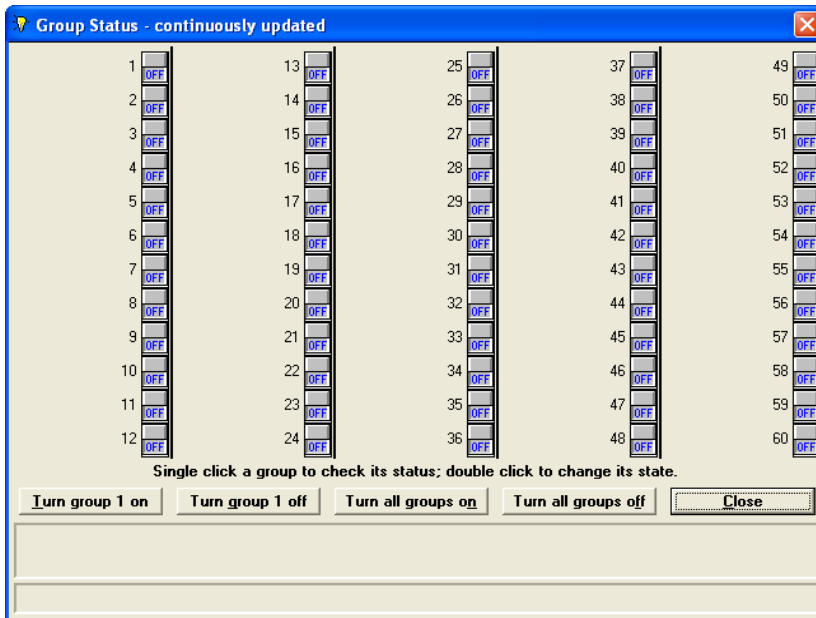 Group Status - continuously updated
1 OFF 13 OFF 25 OFF 37 OFF 49 OFF
2 OFF 14 OFF 26 OFF 38 OFF 50 OFF
3 OFF 15 OFF 27 OFF 39 OFF 51 OFF
4 OFF 16 OFF 28 OFF 40 OFF 52 OFF
5 OFF 17 OFF 29 OFF 41 OFF 53 OFF
6 OFF 18 OFF 30 OFF 42 OFF 54 OFF
7 OFF 19 OFF 31 OFF 43 OFF 55 OFF
8 OFF 20 OFF 32 OFF 44 OFF 56 OFF
9 OFF 21 OFF 33 OFF 45 OFF 57 OFF
10 OFF 22 OFF 34 OFF 46 OFF 58 OFF
11 OFF 23 OFF 35 OFF 47 OFF 59 OFF
12 OFF 24 OFF 36 OFF 48 OFF 60 OFF
Single click a group to check its status; double click to change its state.
Turn group 1 on Turn group 1 off Turn all groups on Turn all groups off Close